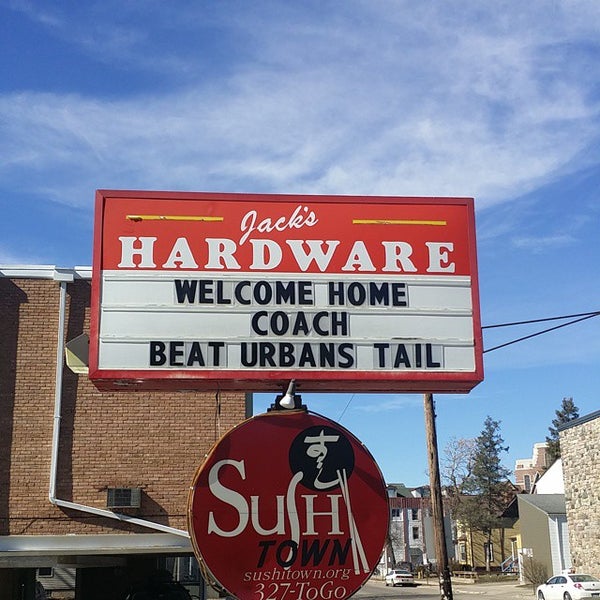 Jack's
HARDWARE
WELCOME HOME
COACH
BEAT URBANS TAIL
す
SUSHI
TOWN
sushitown.org
327-ToGo